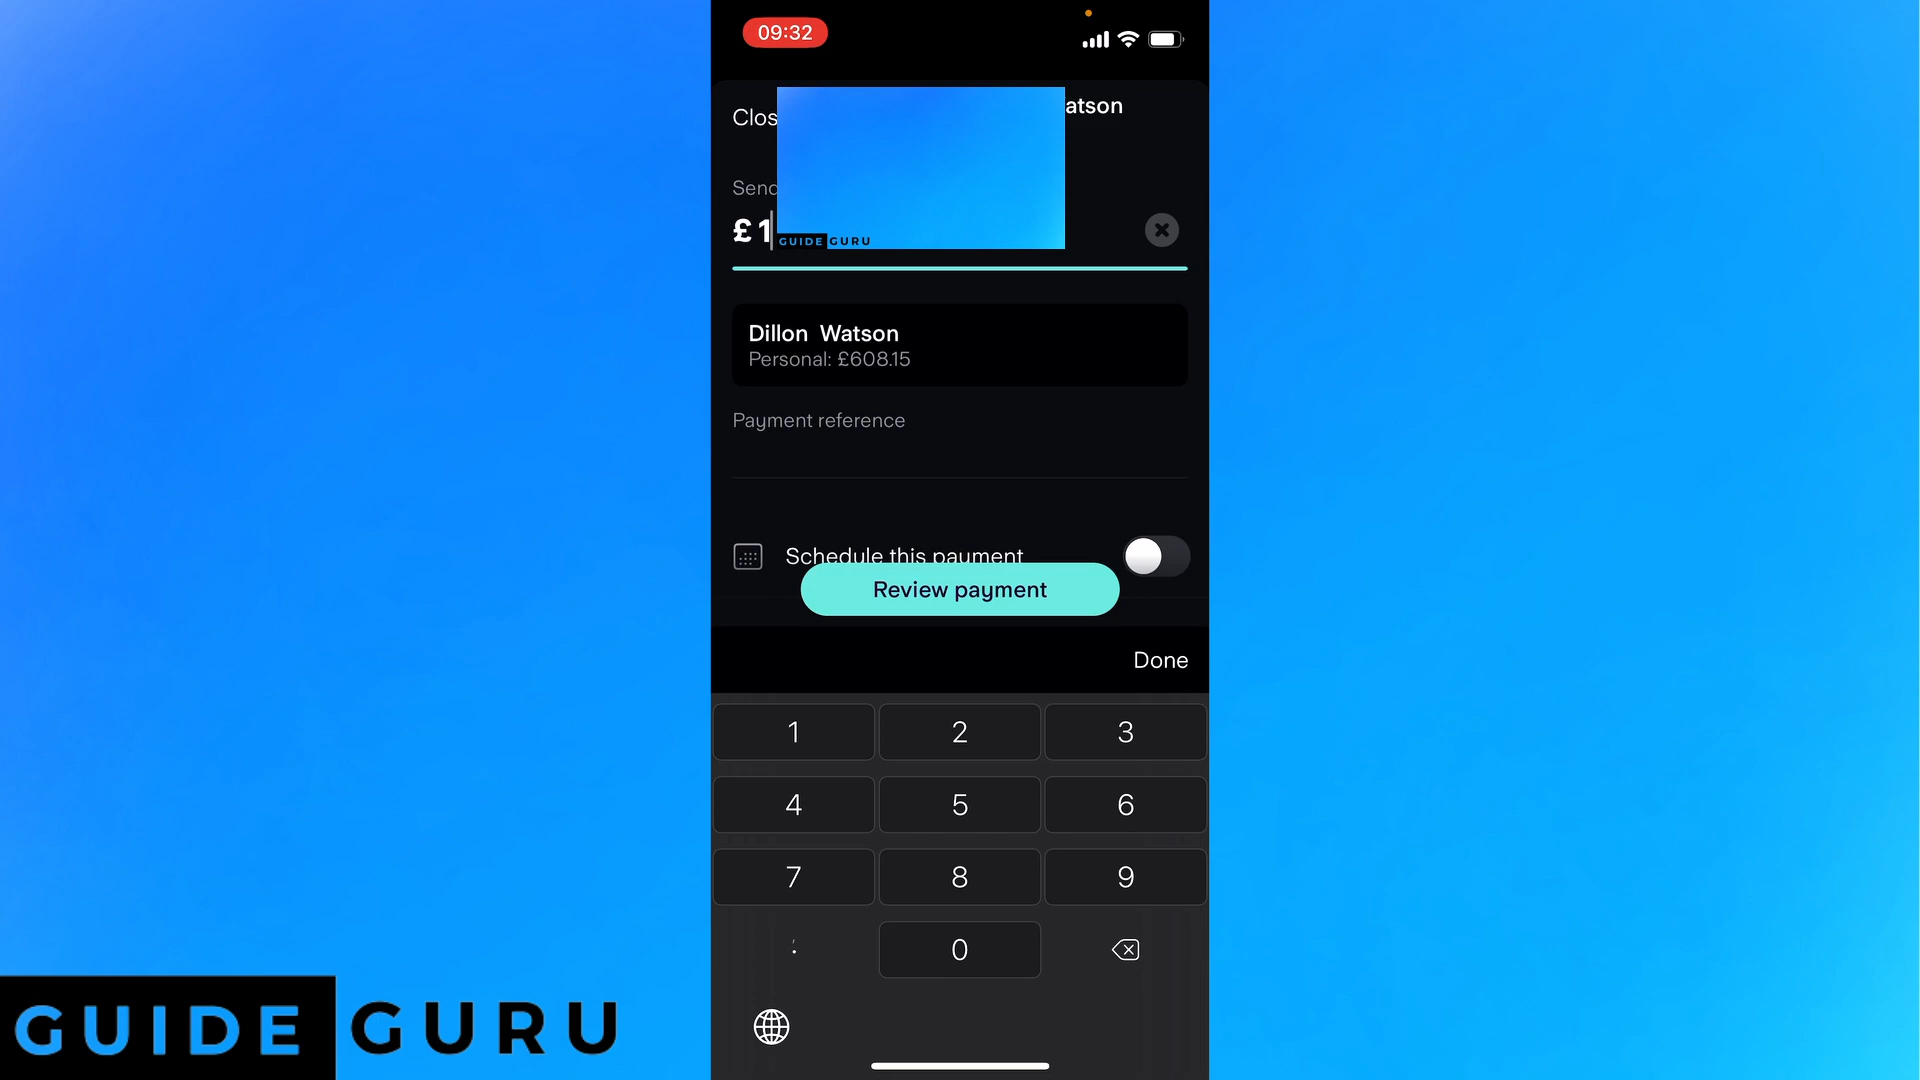 09:32
Clos
atson
Send
£1
GUIDE GURU
Dillon Watson
Personal: £608.15
Payment reference
Schedule this payment
Review payment
Done
1 2 3
4 5 6
7 8 9
0
GUIDE GURU